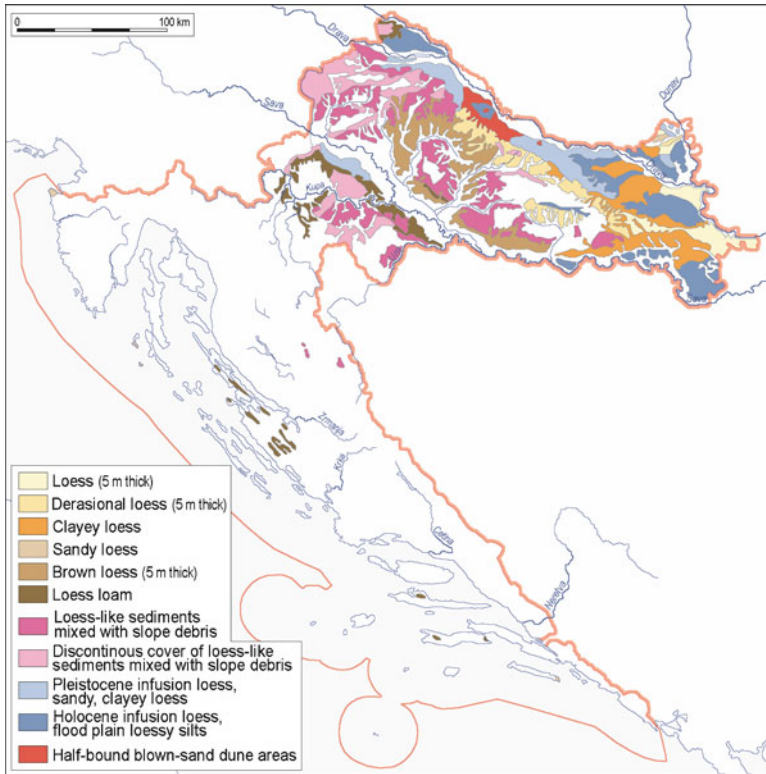 0 100 km
Drava
Dunav
Sava
Drava
Kupa
Sava
Zrmanja
Krka
Cetina
Neretva
Loess (5 m thick)
Derasional loess (5 m thick)
Clayey loess
Sandy loess
Brown loess (5 m thick)
Loess loam
Loess-like sediments
mixed with slope debris
Discontinous cover of loess-like
sediments mixed with slope debris
Pleistocene infusion loess,
sandy, clayey loess
Holocene infusion loess,
flood plain loessy silts
Half-bound blown-sand dune areas